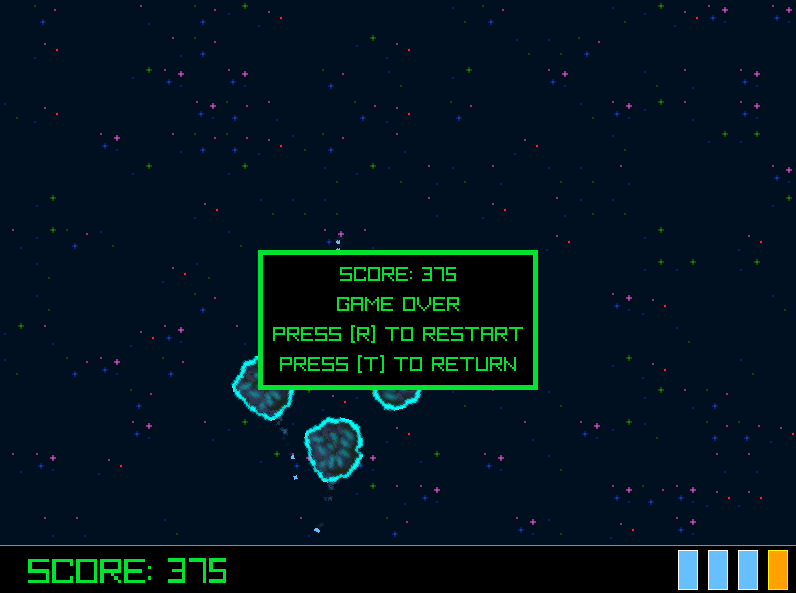 SCORE: 375
GAME OVER
PRESS [R] TO RESTART
PRESS [T] TO RETURN
SCORE: 375